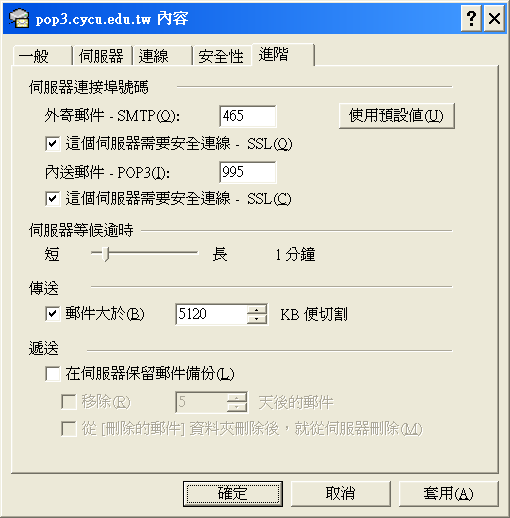 pop3.cycu.edu.tw 內容
一般 伺服器 連線 安全性 進階
伺服器連接埠號碼
外寄郵件 - SMTP(O): 465 使用預設值(U)
這個伺服器需要安全連線 - SSL(Q)
內送郵件 - POP3(I): 995
這個伺服器需要安全連線 - SSL(C)
伺服器等候逾時
短 長 1 分鐘
傳送
郵件大於(B) 5120 KB 便切割
遞送
在伺服器保留郵件備份(L)
移除(R) 5 天後的郵件
從 [刪除的郵件] 資料夾刪除後，就從伺服器刪除(M)
確定 取消 套用(A)